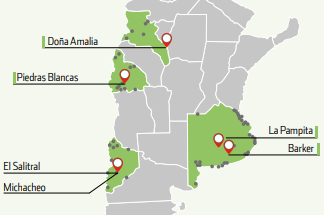 Doña Amalia
Piedras Blancas
La Pampita
Barker
El Salitral
Michacheo